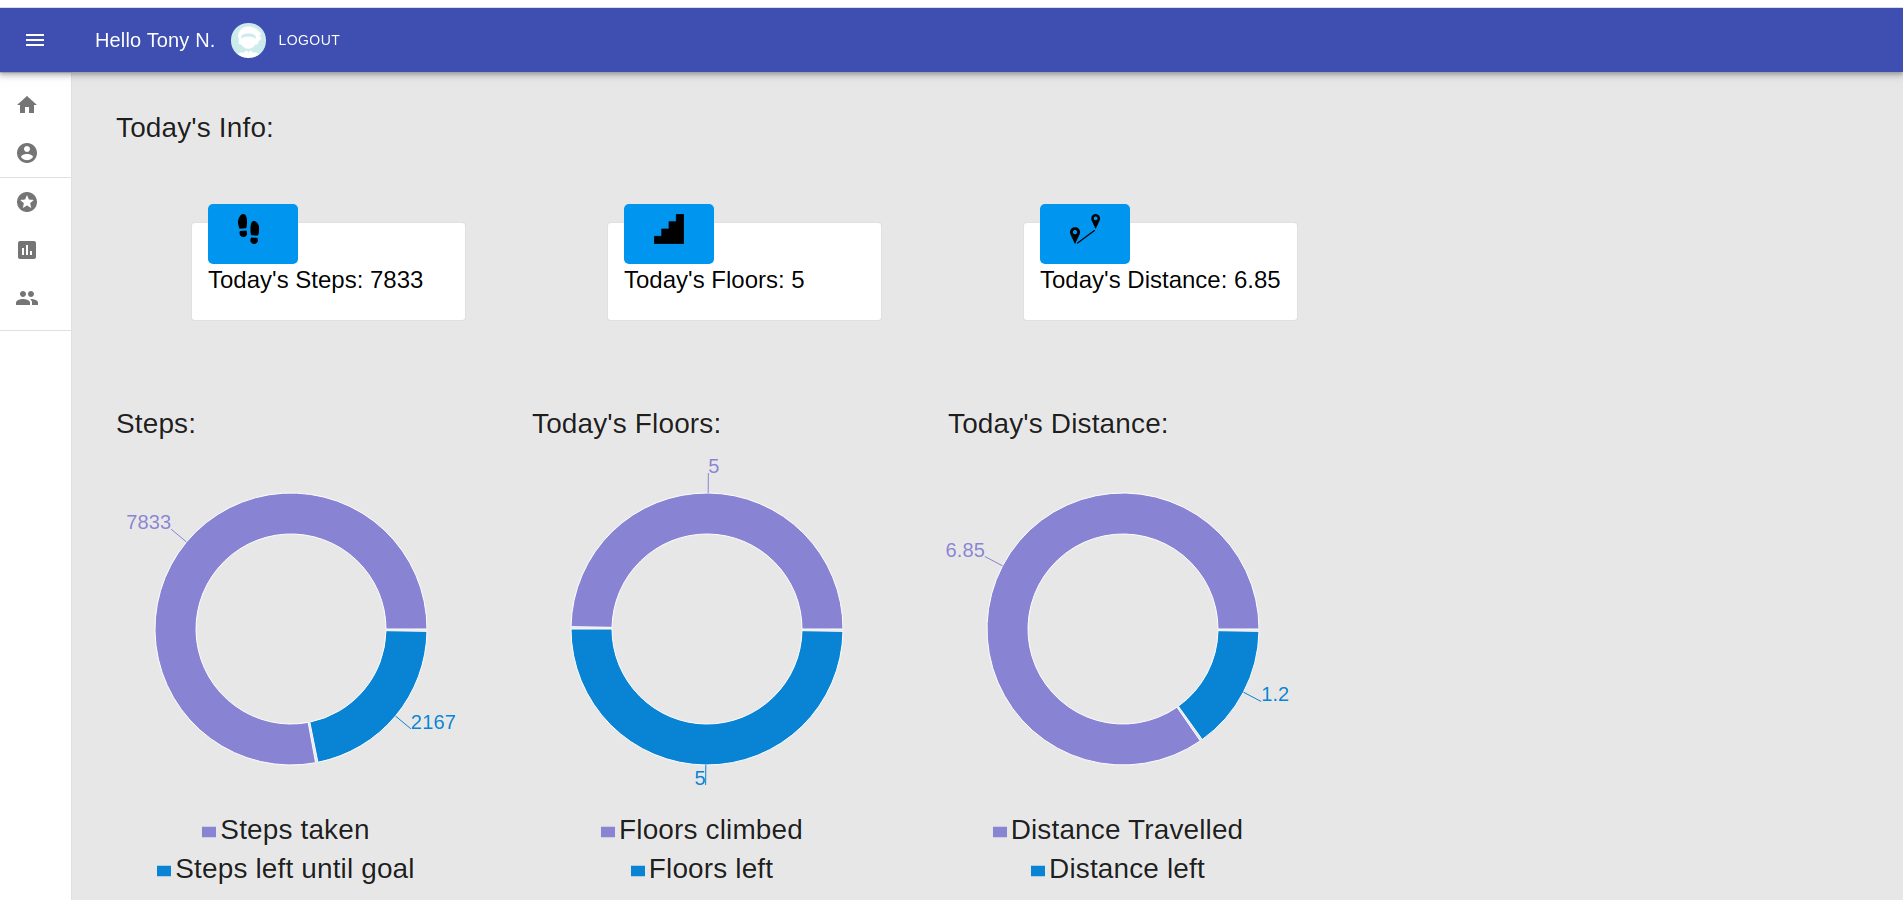 Hello Tony N. LOGOUT
Today's Info:
Today's Steps: 7833
Today's Floors: 5
Today's Distance: 6.85
Steps:
7833
2167
Steps taken
Steps left until goal
Today's Floors:
5
5
Floors climbed
Floors left
Today's Distance:
6.85
1.2
Distance Travelled
Distance left